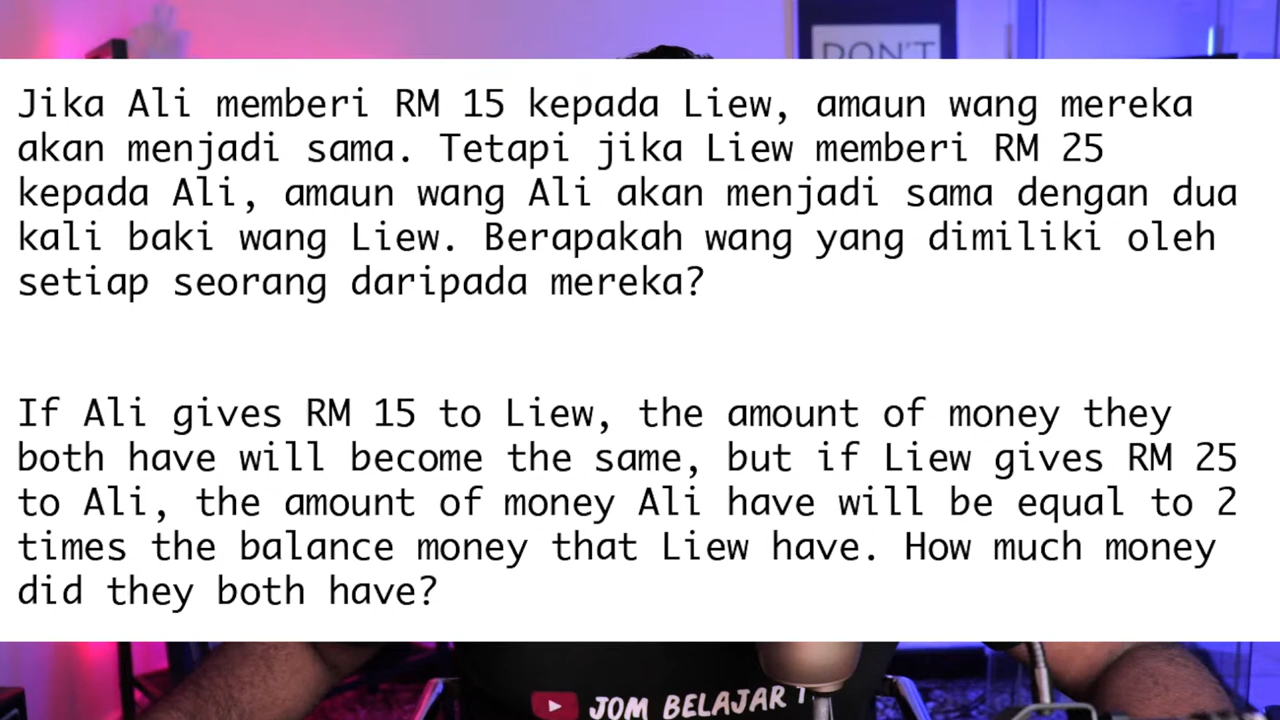 DON'T
Jika Ali memberi RM 15 kepada Liew, amaun wang mereka
akan menjadi sama. Tetapi jika Liew memberi RM 25
kepada Ali, amaun wang Ali akan menjadi sama dengan dua
kali baki wang Liew. Berapakah wang yang dimiliki oleh
setiap seorang daripada mereka?
If Ali gives RM 15 to Liew, the amount of money they
both have will become the same, but if Liew gives RM 25
to Ali, the amount of money Ali have will be equal to 2
times the balance money that Liew have. How much money
did they both have?
JOM BELAJAR